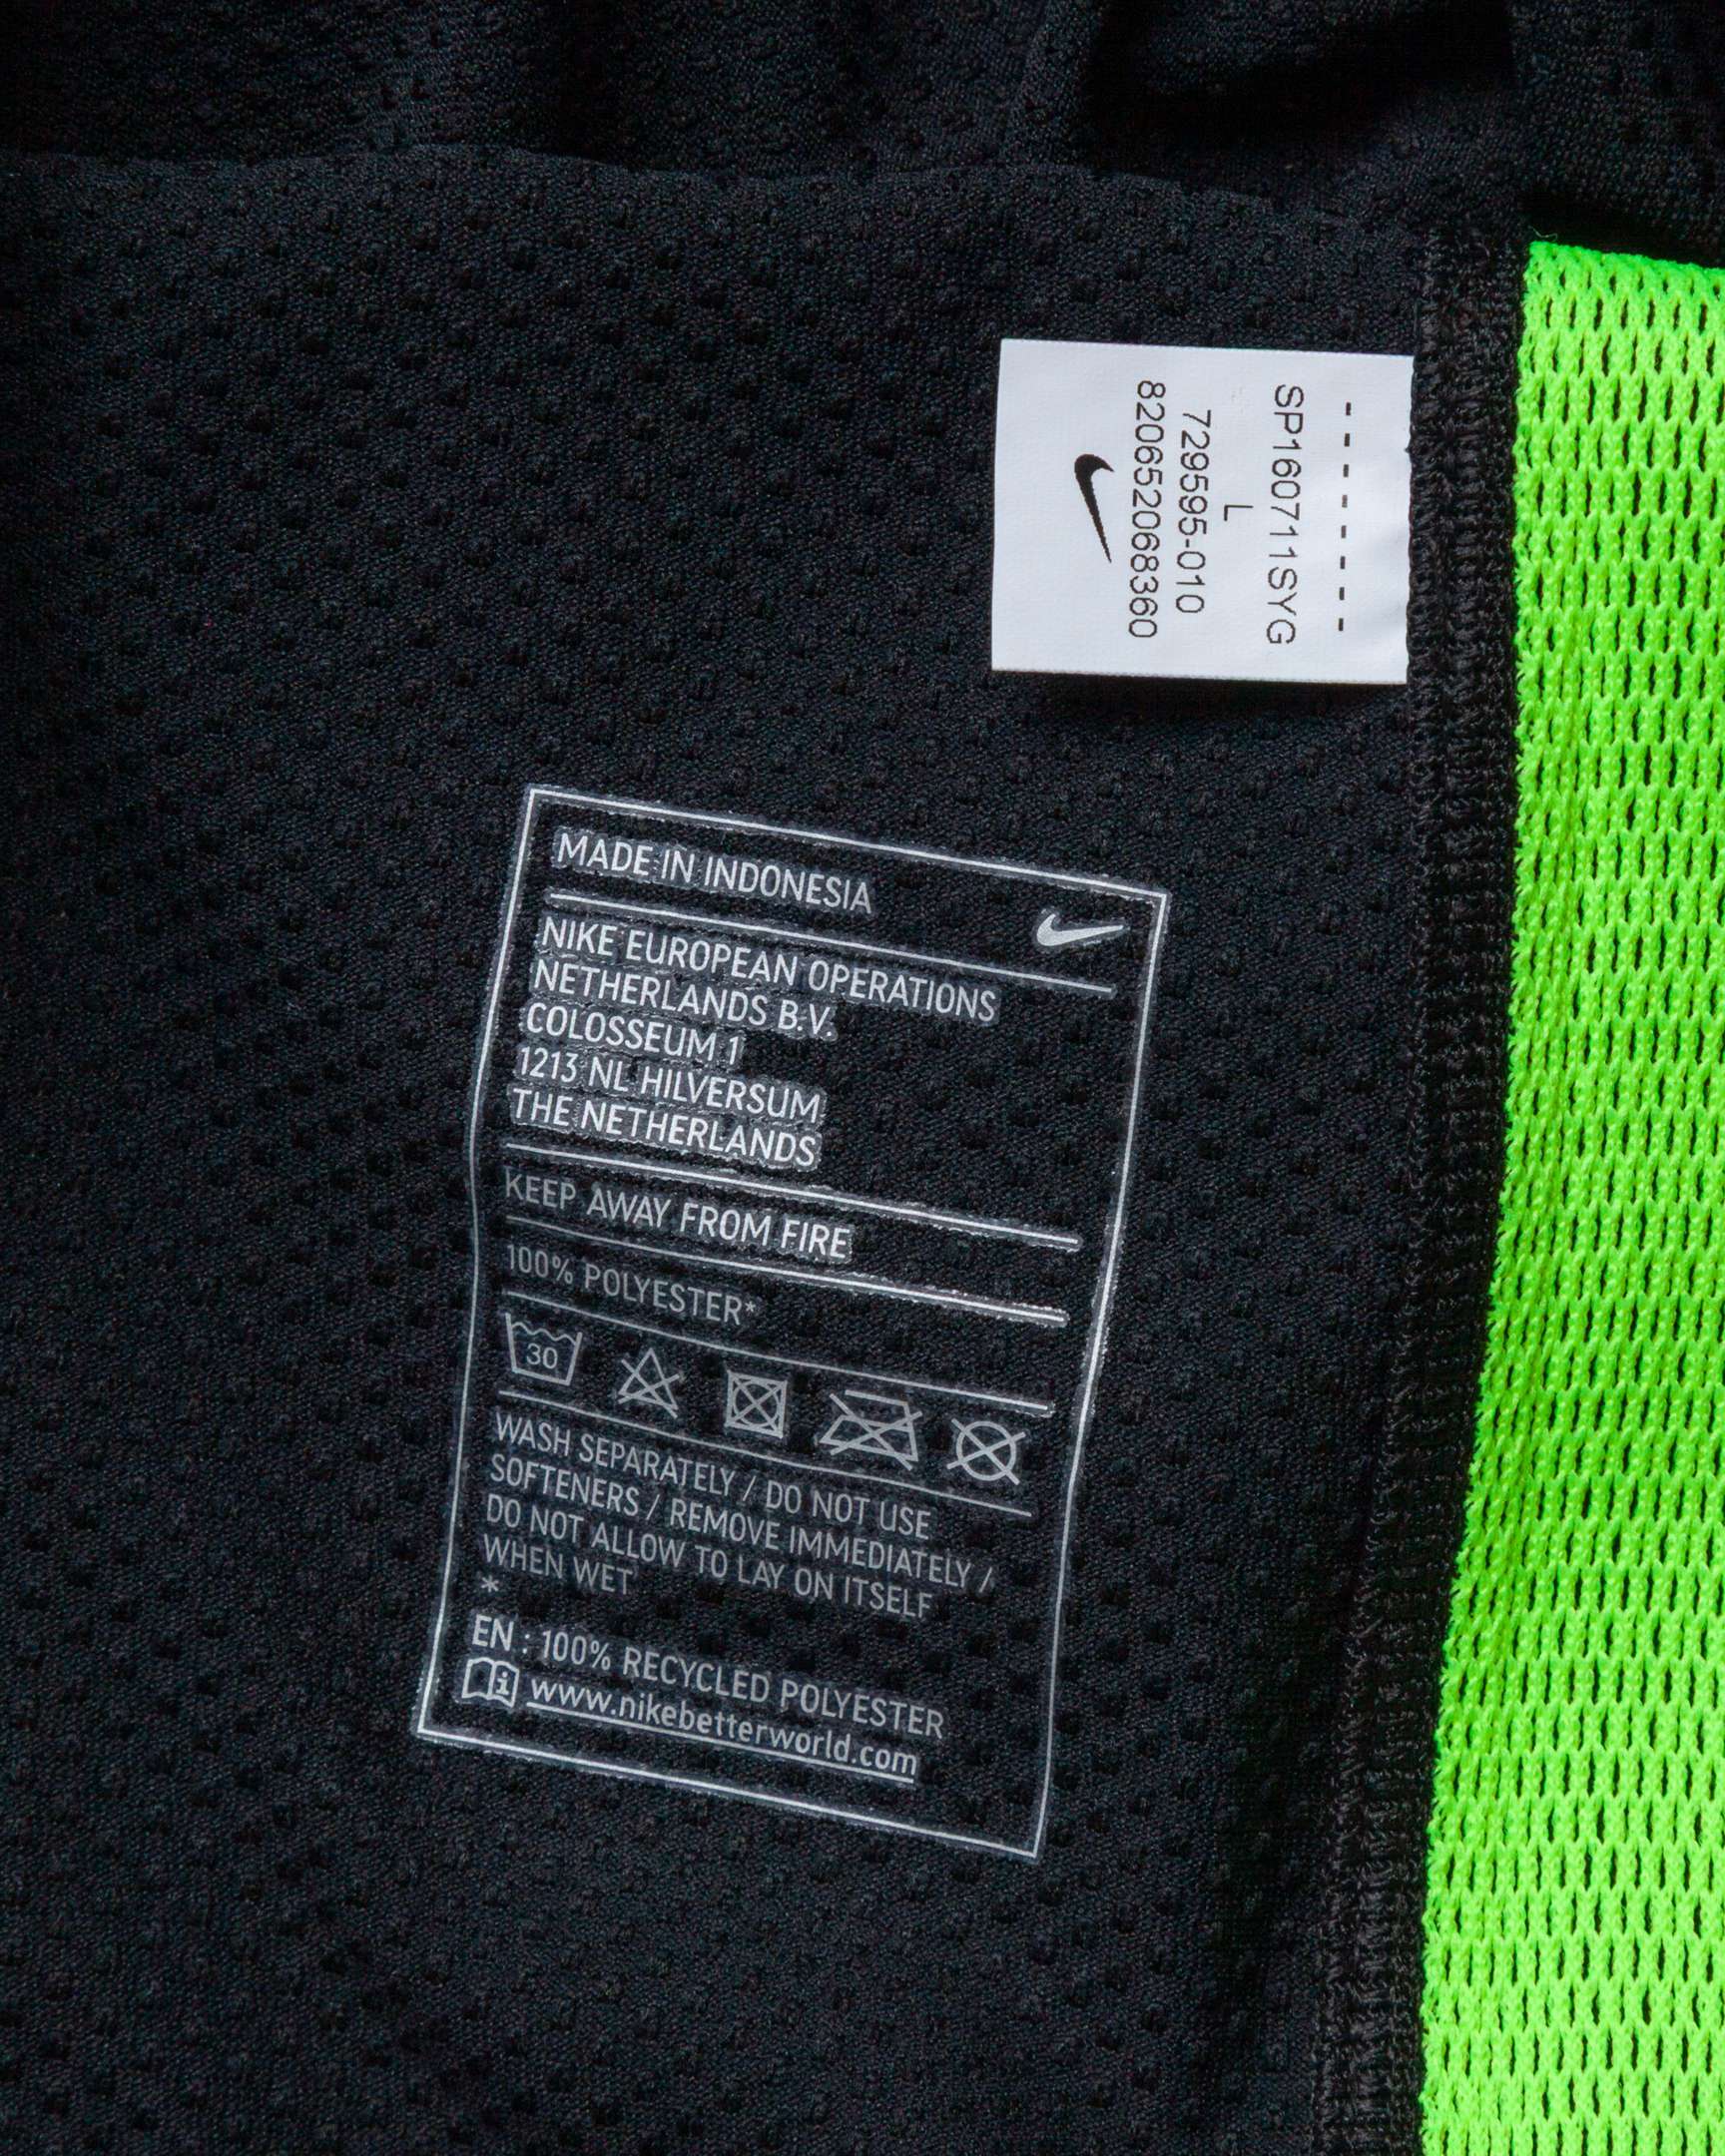 - - - - - - - -
SP160711SYG
L
729595-010
820652068360
MADE IN INDONESIA
NIKE EUROPEAN OPERATIONS
NETHERLANDS B.V.
COLOSSEUM 1
1213 NL HILVERSUM
THE NETHERLANDS
KEEP AWAY FROM FIRE
100% POLYESTER*
30
WASH SEPARATELY / DO NOT USE
SOFTENERS / REMOVE IMMEDIATELY /
DO NOT ALLOW TO LAY ON ITSELF
WHEN WET
*
EN : 100% RECYCLED POLYESTER
i www.nikebetterworld.com